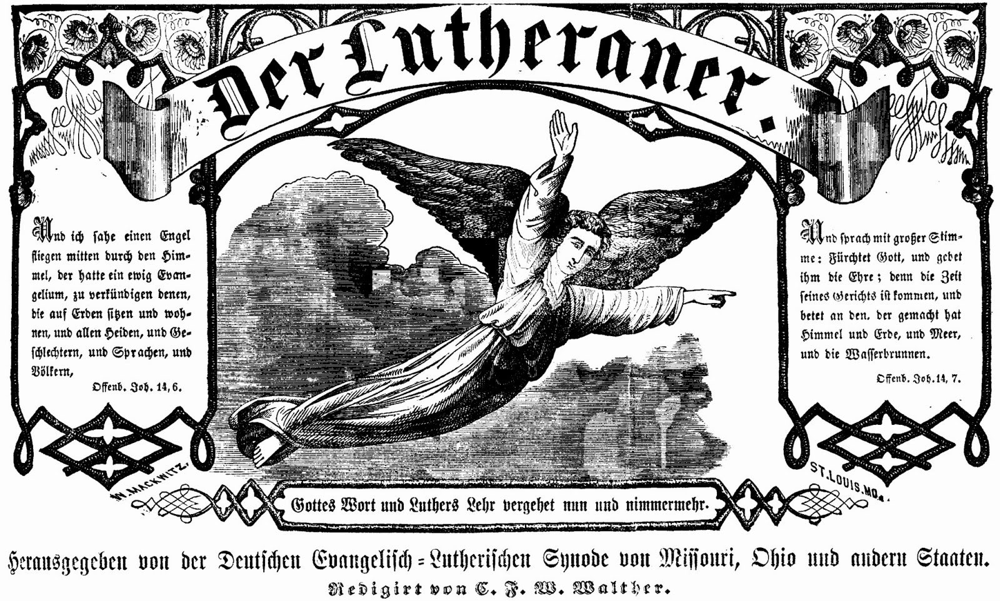 Der Lutheraner.
Und ich sahe einen Engel
fliegen mitten durch den Him-
mel, der hatte ein ewig Evan-
gelium, zu verkündigen denen,
die auf Erden sitzen und woh-
nen, und allen Heiden, und Ge-
schlechtern, und Sprachen, und
Völkern,
Offenb. Joh. 14, 6.
Und sprach mit großer Stim-
me: Fürchtet Gott, und gebet
ihm die Ehre; denn die Zeit
seines Gerichts ist kommen, und
betet an den, der gemacht hat
Himmel und Erde, und Meer,
und die Wasserbrunnen.
Offenb. Joh. 14, 7.
W. MACKWITZ.
ST. LOUIS. MO.
Gottes Wort und Luthers Lehr vergehet nun und nimmermehr.
Herausgegeben von der Deutschen Evangelisch-Lutherischen Synode von Missouri, Ohio und andern Staaten.
Redigirt von C. F. W. Walther.